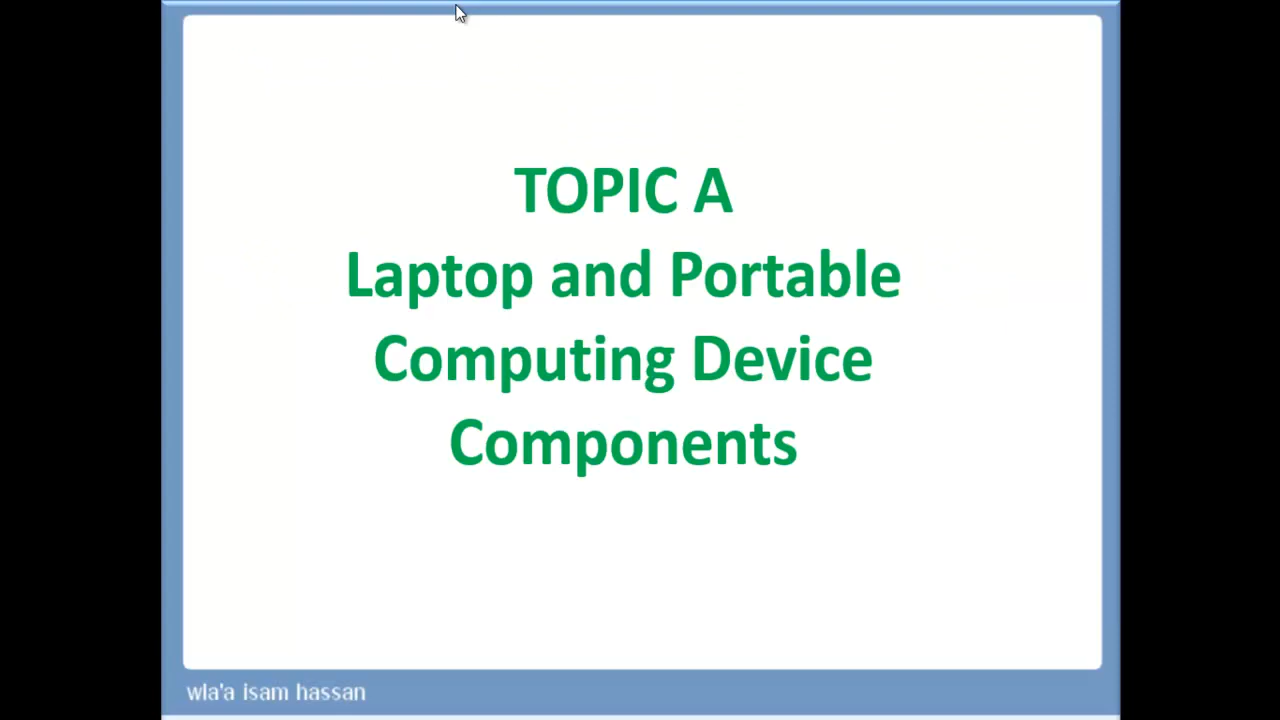 TOPIC A
Laptop and Portable
Computing Device
Components
wla'a isam hassan